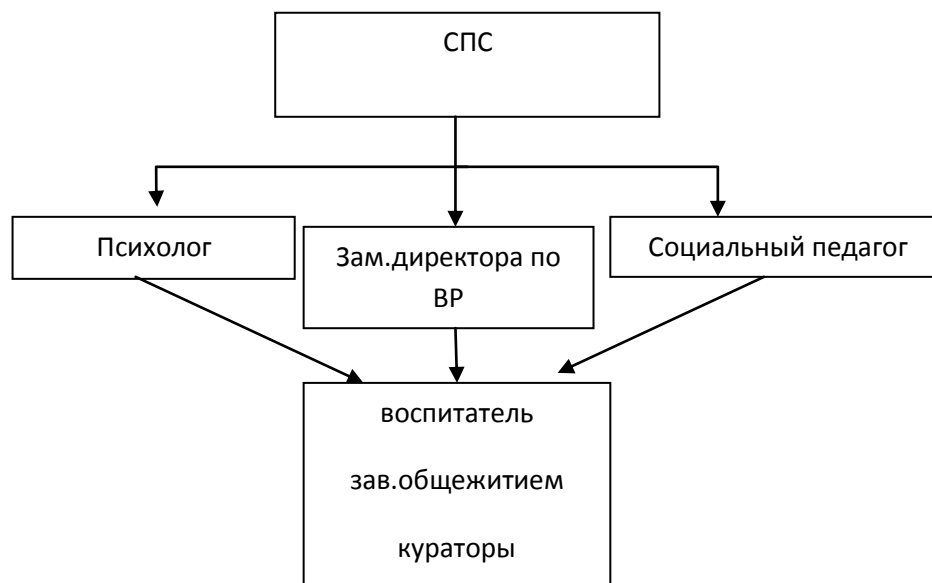 СПС
Психолог
Зам.директора по
ВР
Социальный педагог
воспитатель
зав.общежитием
кураторы